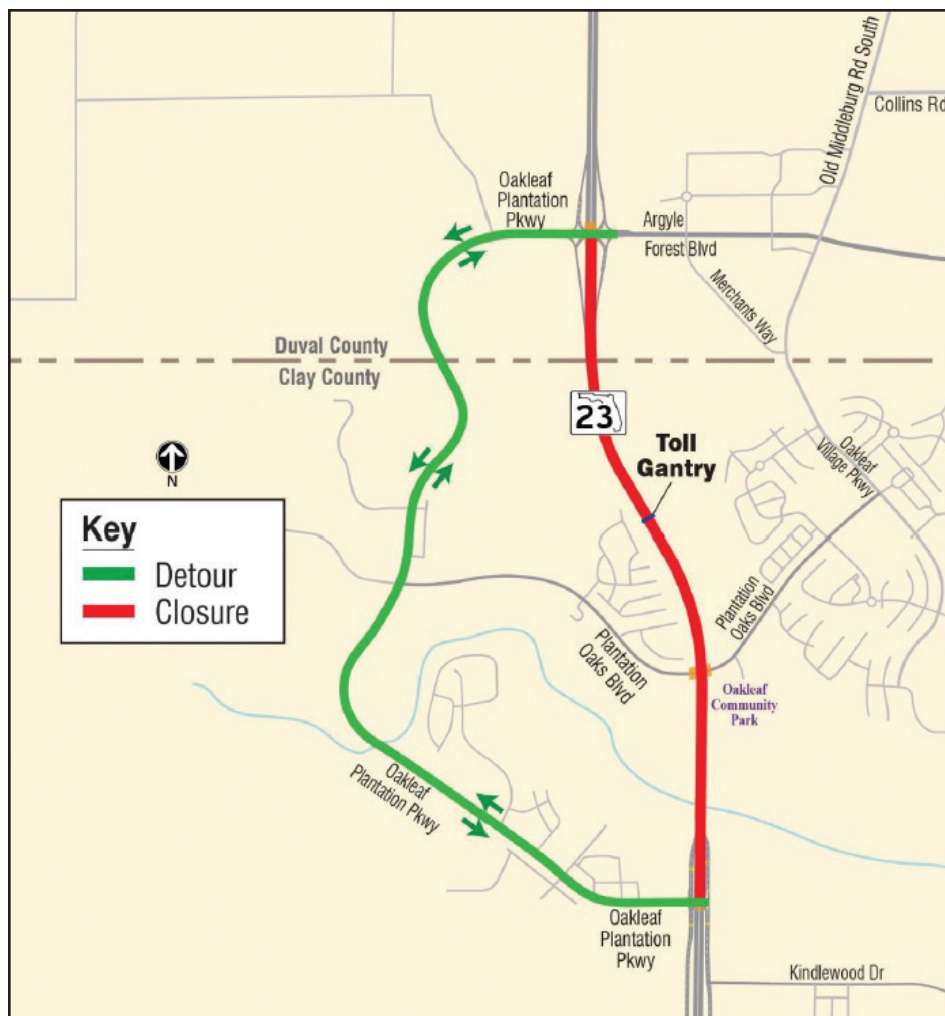 Old Middleburg Rd South
Collins Rd
Oakleaf
Plantation
Pkwy
Argyle
Forest Blvd
Merchants Way
Duval County
Clay County
23
Toll
Gantry
Oakleaf
Village Pkwy
N
Key
Detour
Closure
Plantation
Oaks Blvd
Plantation
Oaks Blvd
Oakleaf
Community
Park
Oakleaf
Plantation Pkwy
Oakleaf
Plantation
Pkwy
Kindlewood Dr